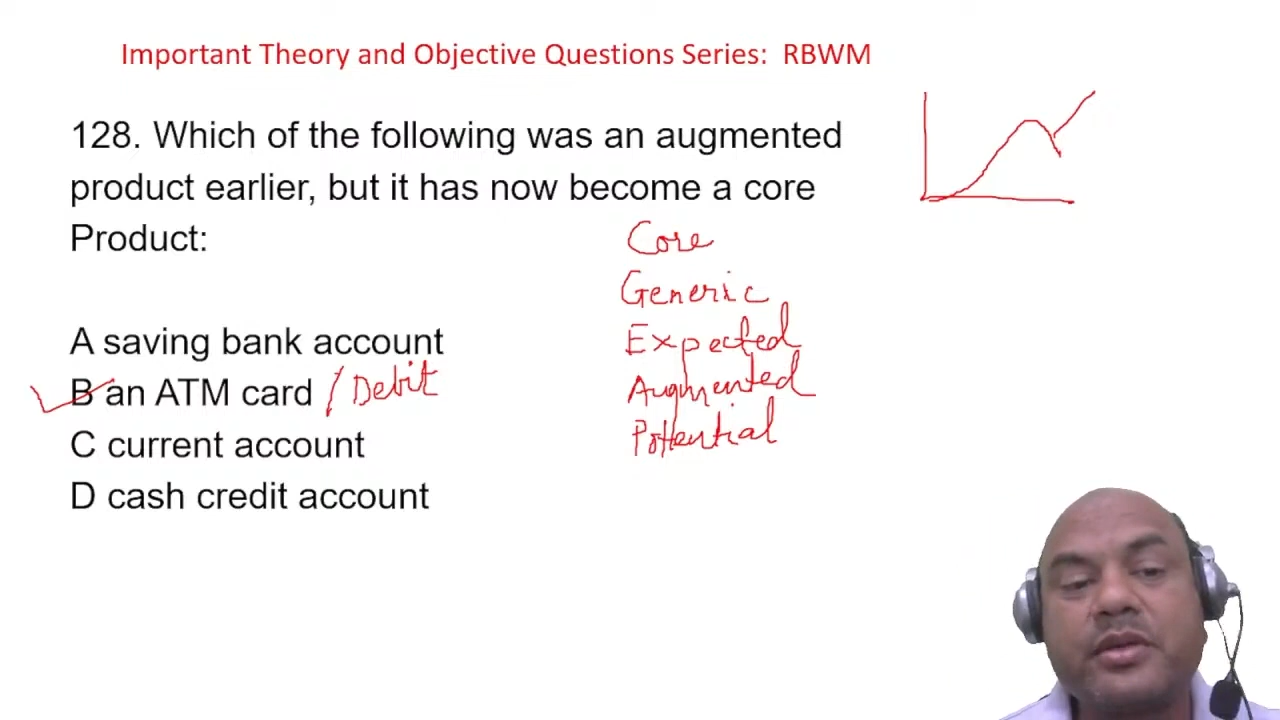 Important Theory and Objective Questions Series: RBWM
128. Which of the following was an augmented
product earlier, but it has now become a core
Product:
Core
Generic
Expected
Augmented
Potential
A saving bank account
B an ATM card / Debit
C current account
D cash credit account